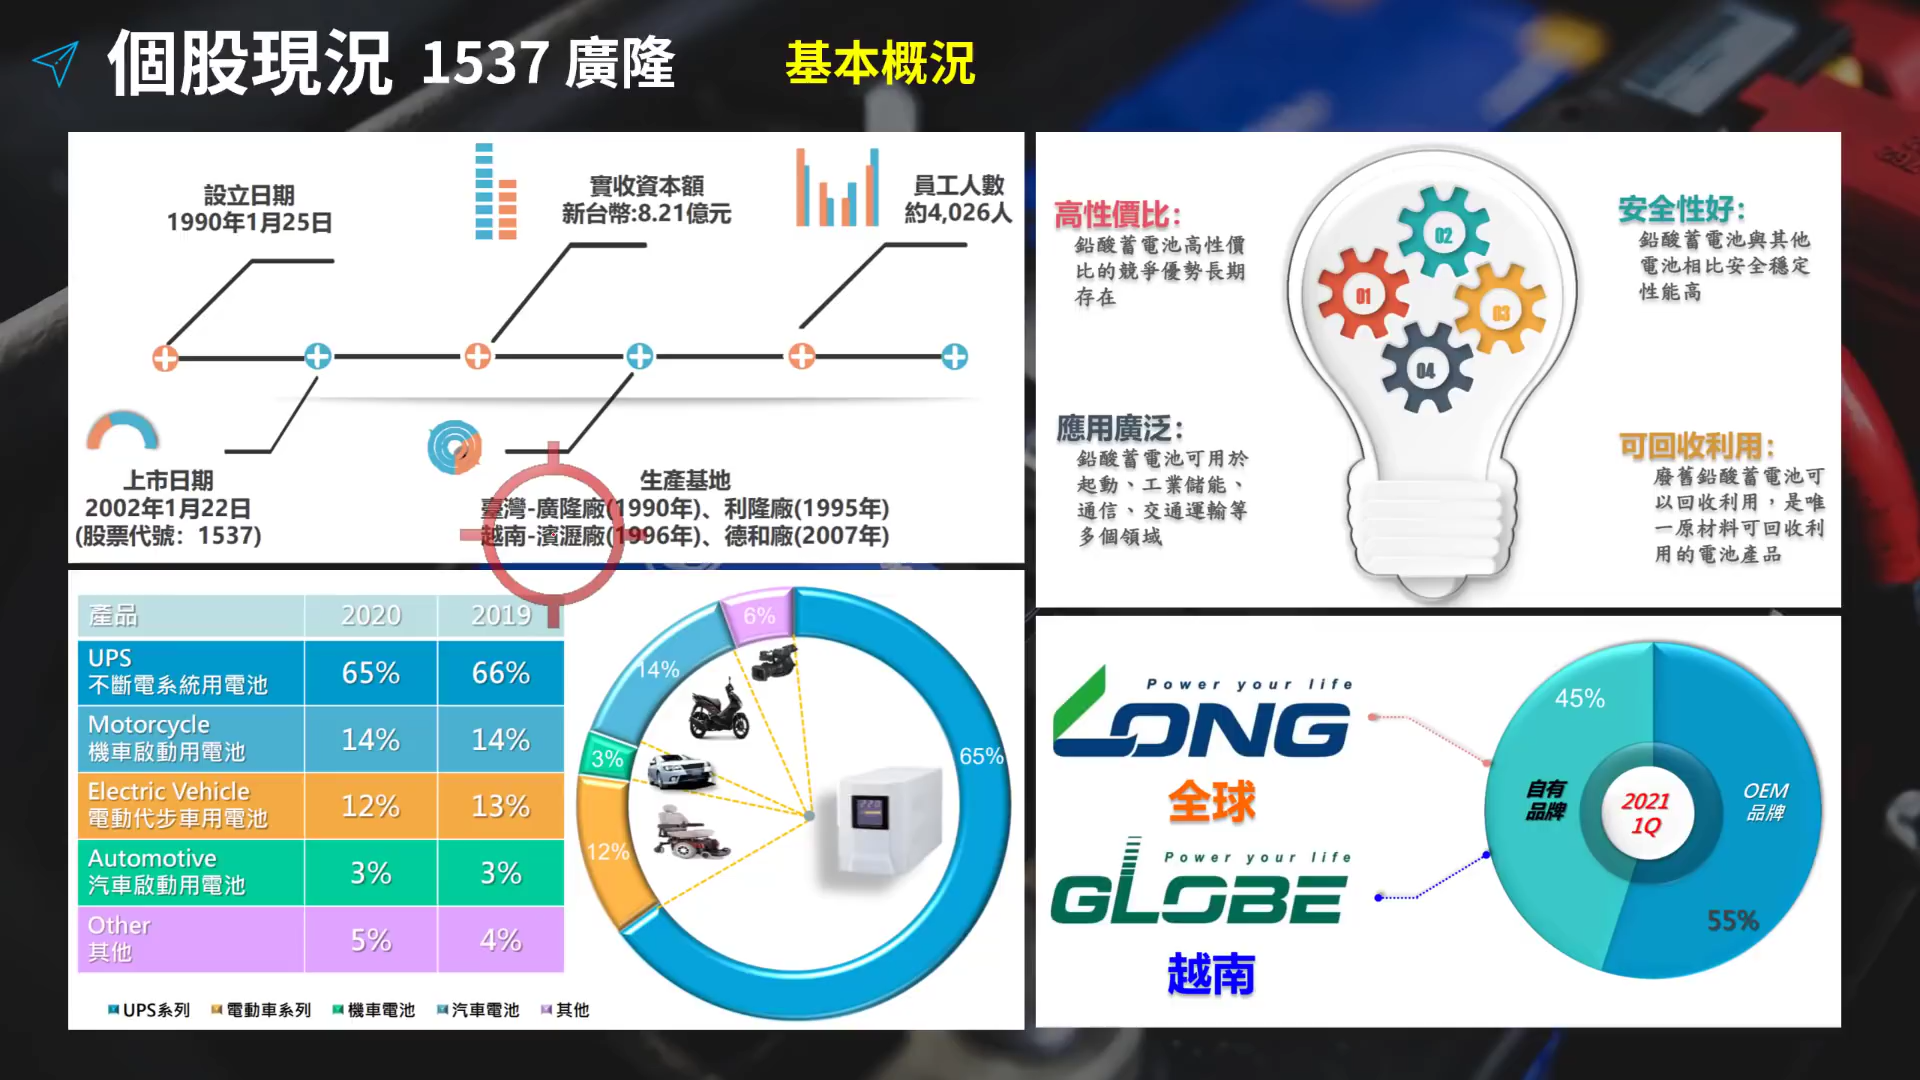 個股現況 1537 廣隆 基本概況
設立日期
1990年1月25日
實收資本額
新台幣:8.21億元
員工人數
約4,026人
上市日期
2002年1月22日
(股票代號：1537)
生產基地
臺灣-廣隆廠(1990年)、利隆廠(1995年)
越南-濱瀝廠(1996年)、德和廠(2007年)
高性價比：
鉛酸蓄電池高性價
比的競爭優勢長期
存在
安全性好：
鉛酸蓄電池與其他
電池相比安全穩定
性能高
應用廣泛：
鉛酸蓄電池可用於
起動、工業儲能、
通信、交通運輸等
多個領域
可回收利用：
廢舊鉛酸蓄電池可
以回收利用，是唯
一原材料可回收利
用的電池產品
01
02
03
04
產品 2020 2019
UPS
不斷電系統用電池
65% 66%
Motorcycle
機車啟動用電池
14% 14%
Electric Vehicle
電動代步車用電池
12% 13%
Automotive
汽車啟動用電池
3% 3%
Other
其他
5% 4%
6%
14%
3%
12%
65%
UPS系列 電動車系列 機車電池 汽車電池 其他
Power your life
LONG
全球
Power your life
GLOBE
越南
45%
自有
品牌
2021
1Q
OEM
品牌
55%